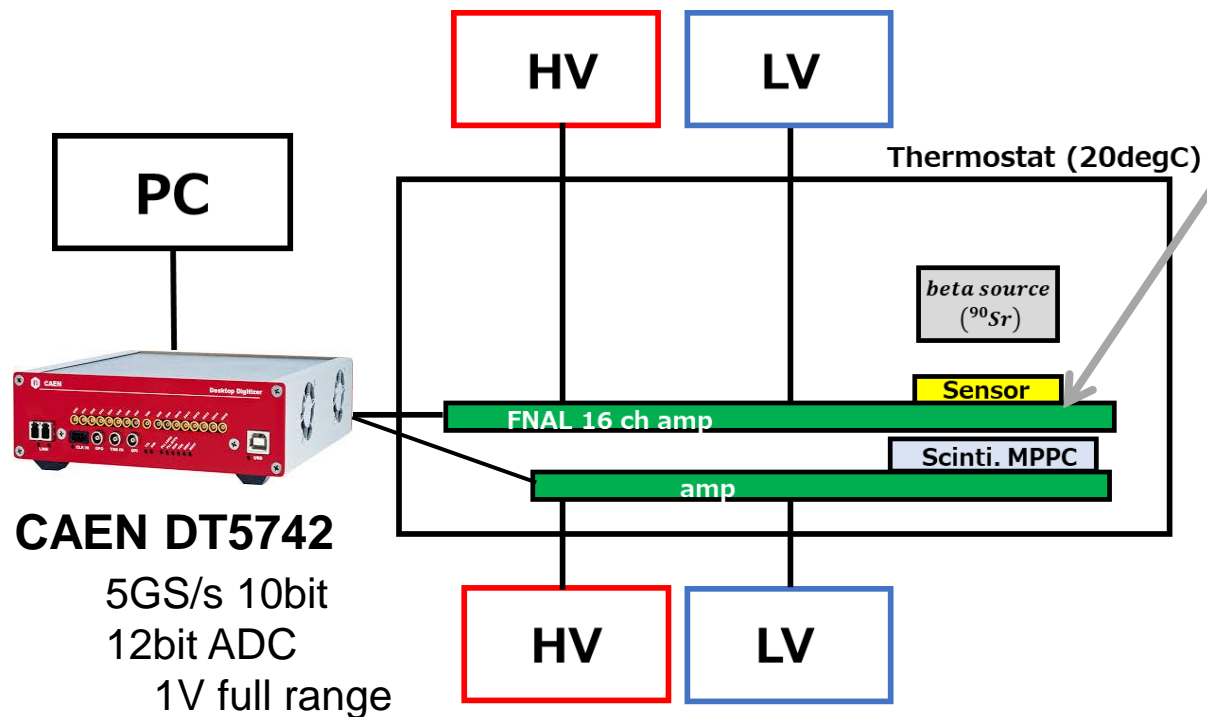 HV
LV
Thermostat (20degC)
PC
beta source
(⁹⁰Sr)
CAEN
Desktop Digitizer
Sensor
FNAL 16 ch amp
Scinti. MPPC
amp
CAEN DT5742
5GS/s 10bit
12bit ADC
1V full range
HV
LV